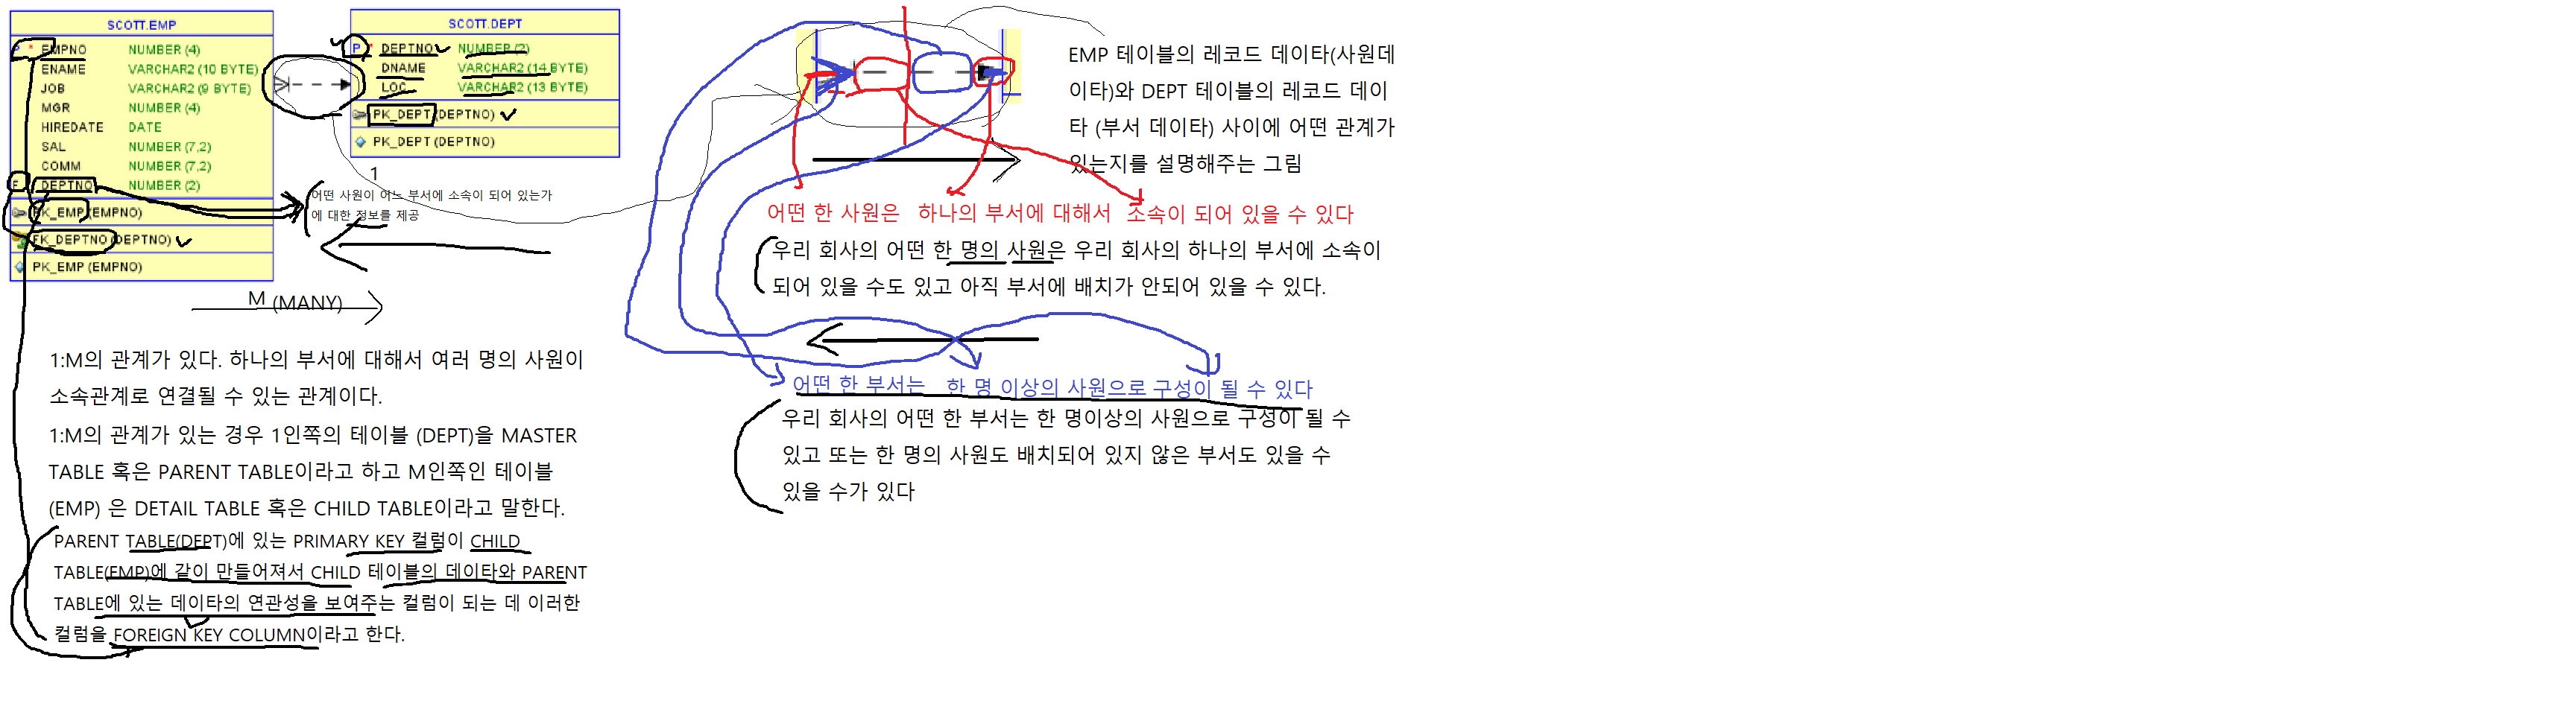 SCOTT.EMP
P * EMPNO NUMBER (4)
ENAME VARCHAR2 (10 BYTE)
JOB VARCHAR2 (9 BYTE)
MGR NUMBER (4)
HIREDATE DATE
SAL NUMBER (7,2)
COMM NUMBER (7,2)
F DEPTNO NUMBER (2)
PK_EMP (EMPNO)
FK_DEPTNO (DEPTNO)
PK_EMP (EMPNO)
SCOTT.DEPT
P * DEPTNO NUMBER (2)
DNAME VARCHAR2 (14 BYTE)
LOC VARCHAR2 (13 BYTE)
PK_DEPT (DEPTNO)
PK_DEPT (DEPTNO)
1
어떤 사원이 어느 부서에 소속이 되어 있는가
에 대한 정보를 제공
M (MANY)
1:M의 관계가 있다. 하나의 부서에 대해서 여러 명의 사원이
소속관계로 연결될 수 있는 관계이다.
1:M의 관계가 있는 경우 1인쪽의 테이블 (DEPT)을 MASTER
TABLE 혹은 PARENT TABLE이라고 하고 M인쪽인 테이블
(EMP) 은 DETAIL TABLE 혹은 CHILD TABLE이라고 말한다.
PARENT TABLE(DEPT)에 있는 PRIMARY KEY 컬럼이 CHILD
TABLE(EMP)에 같이 만들어져서 CHILD 테이블의 데이타와 PARENT
TABLE에 있는 데이타의 연관성을 보여주는 컬럼이 되는 데 이러한
컬럼을 FOREIGN KEY COLUMN이라고 한다.
EMP 테이블의 레코드 데이타(사원데
이타)와 DEPT 테이블의 레코드 데이
타 (부서 데이타) 사이에 어떤 관계가
있는지를 설명해주는 그림
어떤 한 사원은 하나의 부서에 대해서 소속이 되어 있을 수 있다
우리 회사의 어떤 한 명의 사원은 우리 회사의 하나의 부서에 소속이
되어 있을 수도 있고 아직 부서에 배치가 안되어 있을 수 있다.
어떤 한 부서는 한 명 이상의 사원으로 구성이 될 수 있다
우리 회사의 어떤 한 부서는 한 명이상의 사원으로 구성이 될 수
있고 또는 한 명의 사원도 배치되어 있지 않은 부서도 있을 수
있을 수가 있다